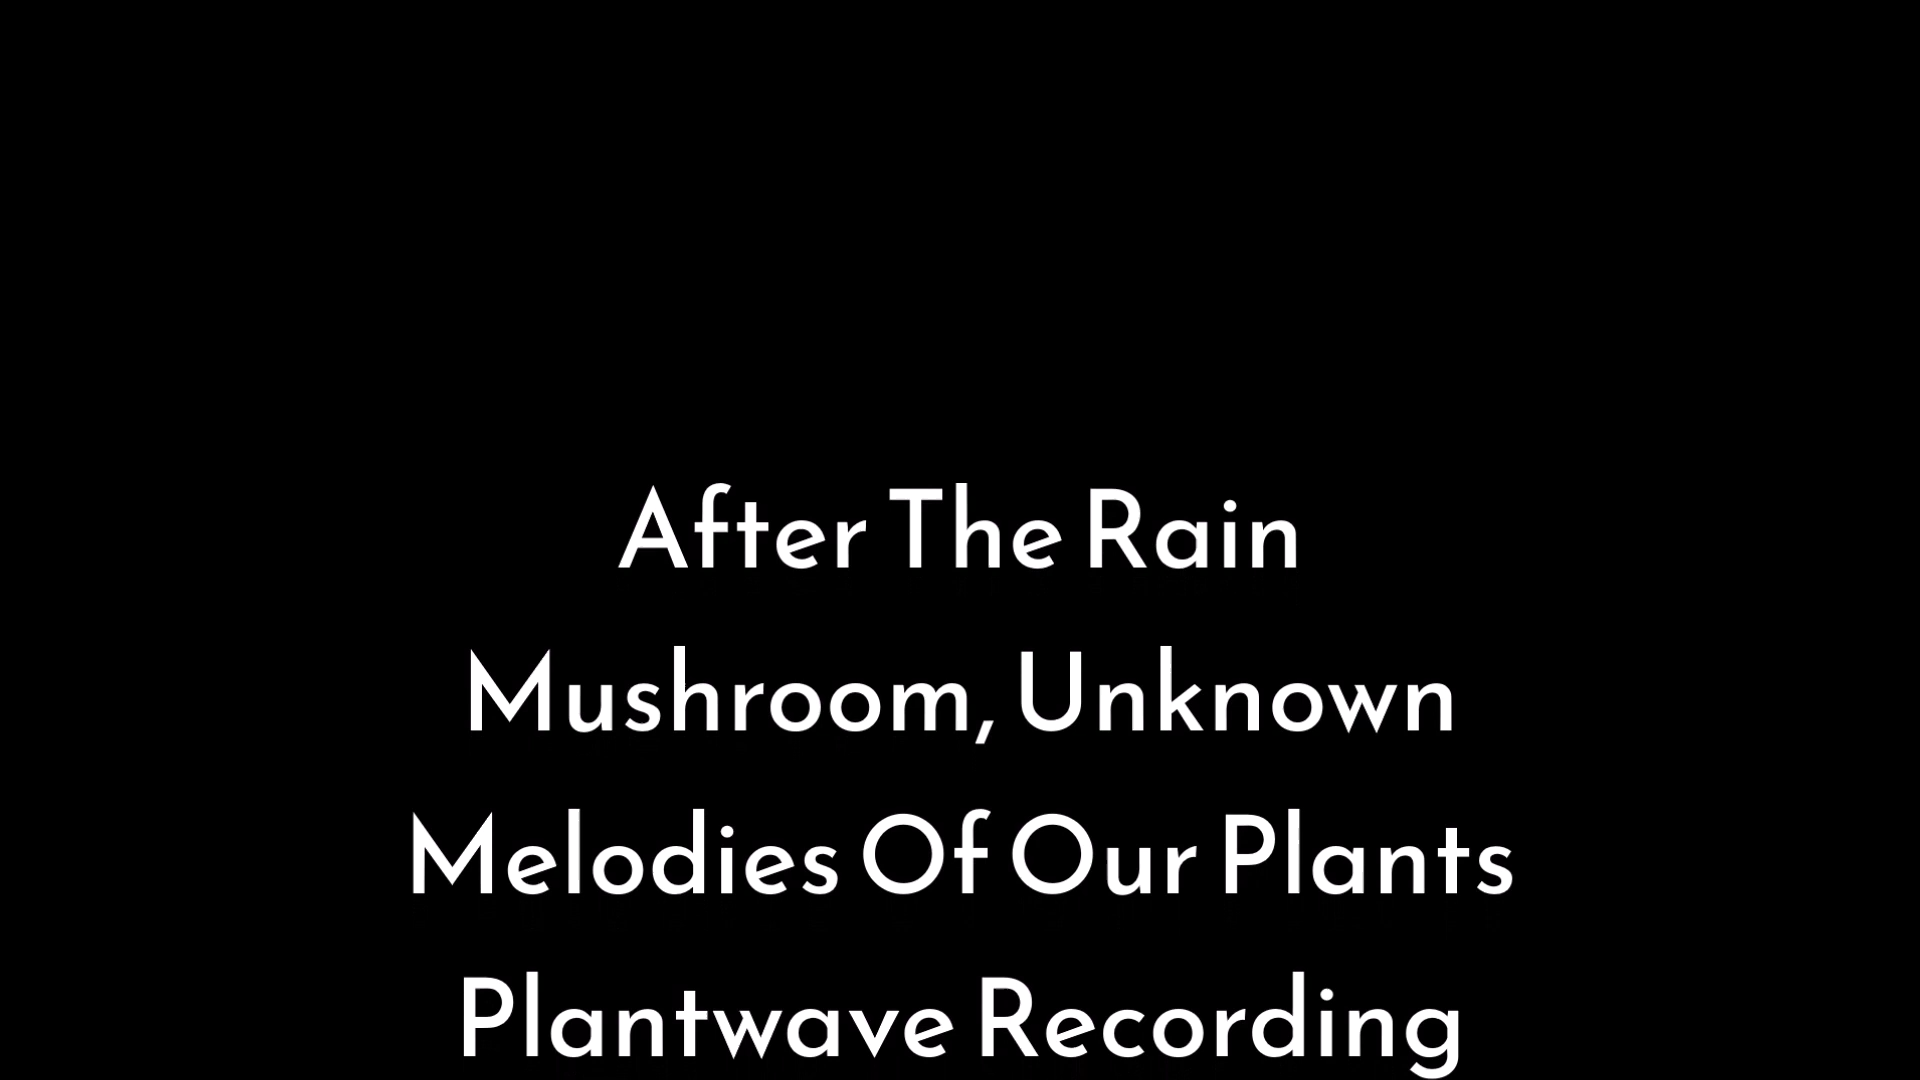 After The Rain
Mushroom, Unknown
Melodies Of Our Plants
Plantwave Recording